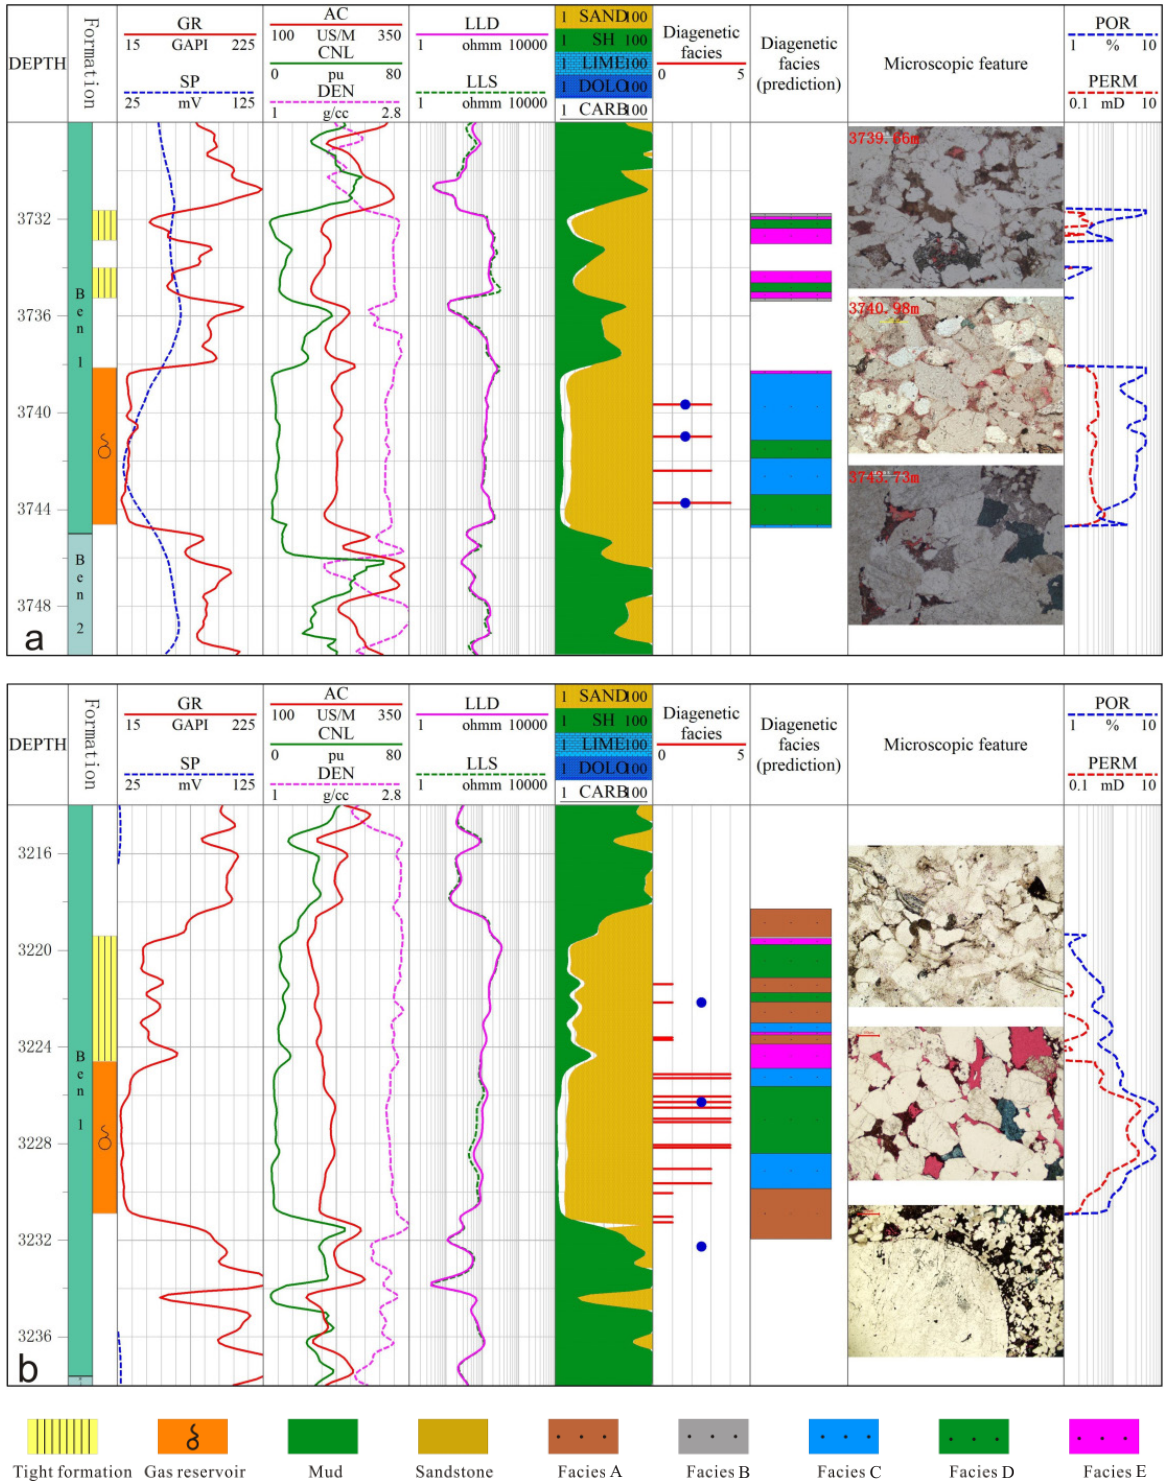 DEPTH
Formation
GR
15 GAPI 225
SP
25 mV 125
AC
100 US/M 350
CNL
0 pu 80
DEN
1 g/cc 2.8
LLD
1 ohmm 10000
LLS
1 ohmm 10000
1 SAND 100
1 SH 100
1 LIME 100
1 DOLO 100
1 CARB 100
Diagenetic
facies
0 5
Diagenetic
facies
(prediction)
Microscopic feature
POR
1 % 10
PERM
0.1 mD 10
3732
3736
3740
3744
3748
Ben 1
Ben 2
3739.66m
3740.98m
3743.73m
a
DEPTH
Formation
GR
15 GAPI 225
SP
25 mV 125
AC
100 US/M 350
CNL
0 pu 80
DEN
1 g/cc 2.8
LLD
1 ohmm 10000
LLS
1 ohmm 10000
1 SAND 100
1 SH 100
1 LIME 100
1 DOLO 100
1 CARB 100
Diagenetic
facies
0 5
Diagenetic
facies
(prediction)
Microscopic feature
POR
1 % 10
PERM
0.1 mD 10
3216
3220
3224
3228
3232
3236
Ben 1
b
Tight formation Gas reservoir Mud Sandstone Facies A Facies B Facies C Facies D Facies E